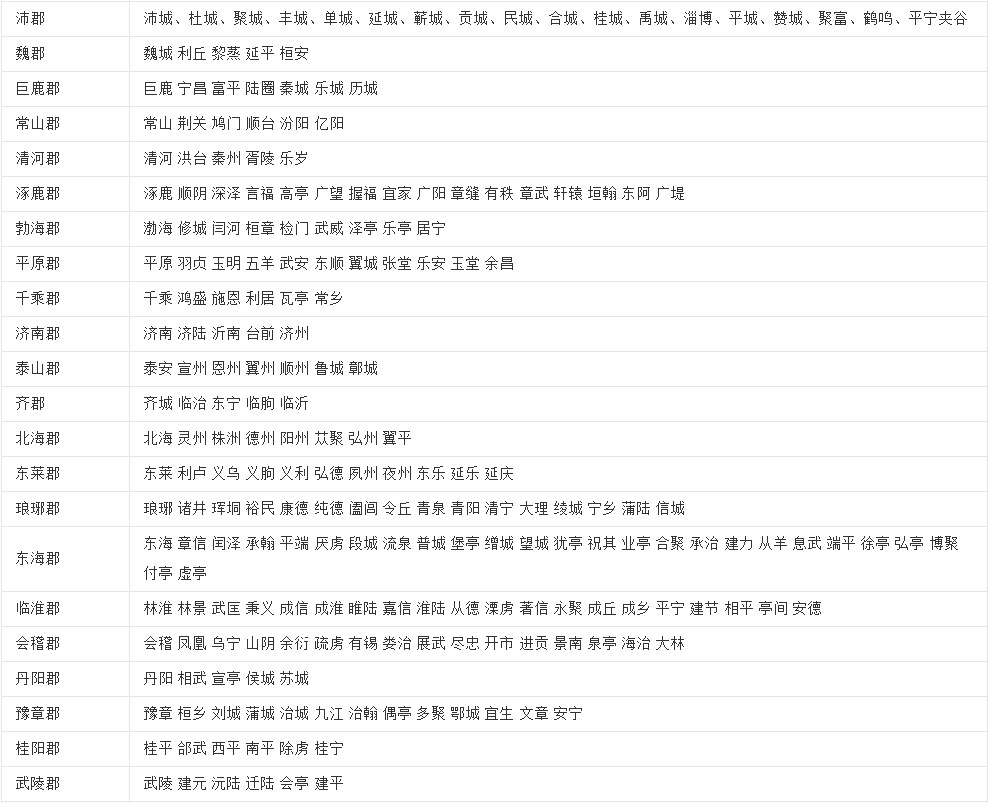 沛郡 沛城、杜城、聚城、丰城、单城、延城、蕲城、贡城、民城、合城、桂城、禹城、淄博、平城、赞城、聚富、鹤鸣、平宁夹谷
魏郡 魏城 利丘 黎蒸 延平 桓安
巨鹿郡 巨鹿 宁昌 富平 陆圈 秦城 乐城 历城
常山郡 常山 荆关 鸠门 顺台 汾阳 亿阳
清河郡 清河 洪台 秦州 胥陵 乐岁
涿鹿郡 涿鹿 顺阴 深泽 言福 高亭 广望 握福 宜家 广阳 章缝 有秩 章武 轩辕 垣翰 东阿 广堤
勃海郡 渤海 修城 闫河 桓章 检门 武威 泽亭 乐亭 居宁
平原郡 平原 羽贞 玉明 五羊 武安 东顺 翼城 张堂 乐安 玉堂 余昌
千乘郡 千乘 鸿盛 施恩 利居 瓦亭 常乡
济南郡 济南 济陆 沂南 台前 济州
泰山郡 泰安 宣州 恩州 翼州 顺州 鲁城 鄣城
齐郡 齐城 临治 东宁 临朐 临沂
北海郡 北海 灵州 株洲 德州 阳州 苁聚 弘州 翼平
东莱郡 东莱 利卢 义乌 义朐 义利 弘德 夙州 夜州 东乐 延乐 延庆
琅琊郡 琅琊 诸井 珲垌 裕民 康德 纯德 阖闾 令丘 青泉 青阳 清宁 大理 绫城 宁乡 蒲陆 信城
东海郡 东海 章信 闰泽 承翰 平端 厌虏 段城 流泉 普城 堡亭 缯城 望城 犹亭 祝其 业亭 合聚 承治 建力 从羊 息武 端平 徐亭 弘亭 博聚
付亭 虚亭
临淮郡 林淮 林景 武匡 秉义 成信 成淮 睢陆 嘉信 淮陆 从德 溧虏 著信 永聚 成丘 成乡 平宁 建节 相平 亭间 安德
会稽郡 会稽 凤凰 乌宁 山阴 余衍 疏虏 有锡 娄治 展武 尽忠 开市 进贡 景南 泉亭 海治 大林
丹阳郡 丹阳 相武 宣亭 侯城 苏城
豫章郡 豫章 桓乡 刘城 蒲城 治城 九江 治翰 偶亭 多聚 鄂城 宜生 文章 安宁
桂阳郡 桂平 郃武 西平 南平 除虏 桂宁
武陵郡 武陵 建元 沅陆 迁陆 会亭 建平